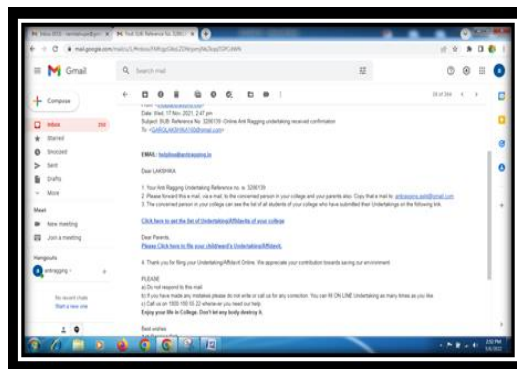 Gmail
Search mail
Compose
Inbox
Starred
Snoozed
Sent
Drafts
More
Meet
New meeting
Join a meeting
Hangouts
No recent chats
Start a new one
Date: Wed, 17 Nov, 2021, 2:47 pm
Subject: SUB: Reference No. 3286139: Online Anti Ragging undertaking received confirmation
EMAIL: helpline@antiragging.in
Dear LAKSHIKA
1. Your Anti Ragging Undertaking Reference no. is: 3286139
2. Please forward this e.mail, via e.mail, to the concerned person in your college and your parents also. Copy that e.mail to
3. The concerned person in your college can see the list of all students of your college who have submitted their Undertakings on the following link.
Click here to get the list of Undertaking/Affidavits of your college
Dear Parents,
Please Click here to file your child/ward's Undertaking/Affidavit.
4. Thank you for filing your Undertaking/Affidavit Online. We appreciate your contribution towards saving our environment.
PLEASE
a) Do not respond to this mail
b) If you have made any mistakes please do not write or call us for any correction. You can fill ON LINE Undertaking as many times as you like
c) Call us on 1800 180 55 22 whenever you need our help.
Enjoy your life in College. Don't let any body destroy it.
Best wishes